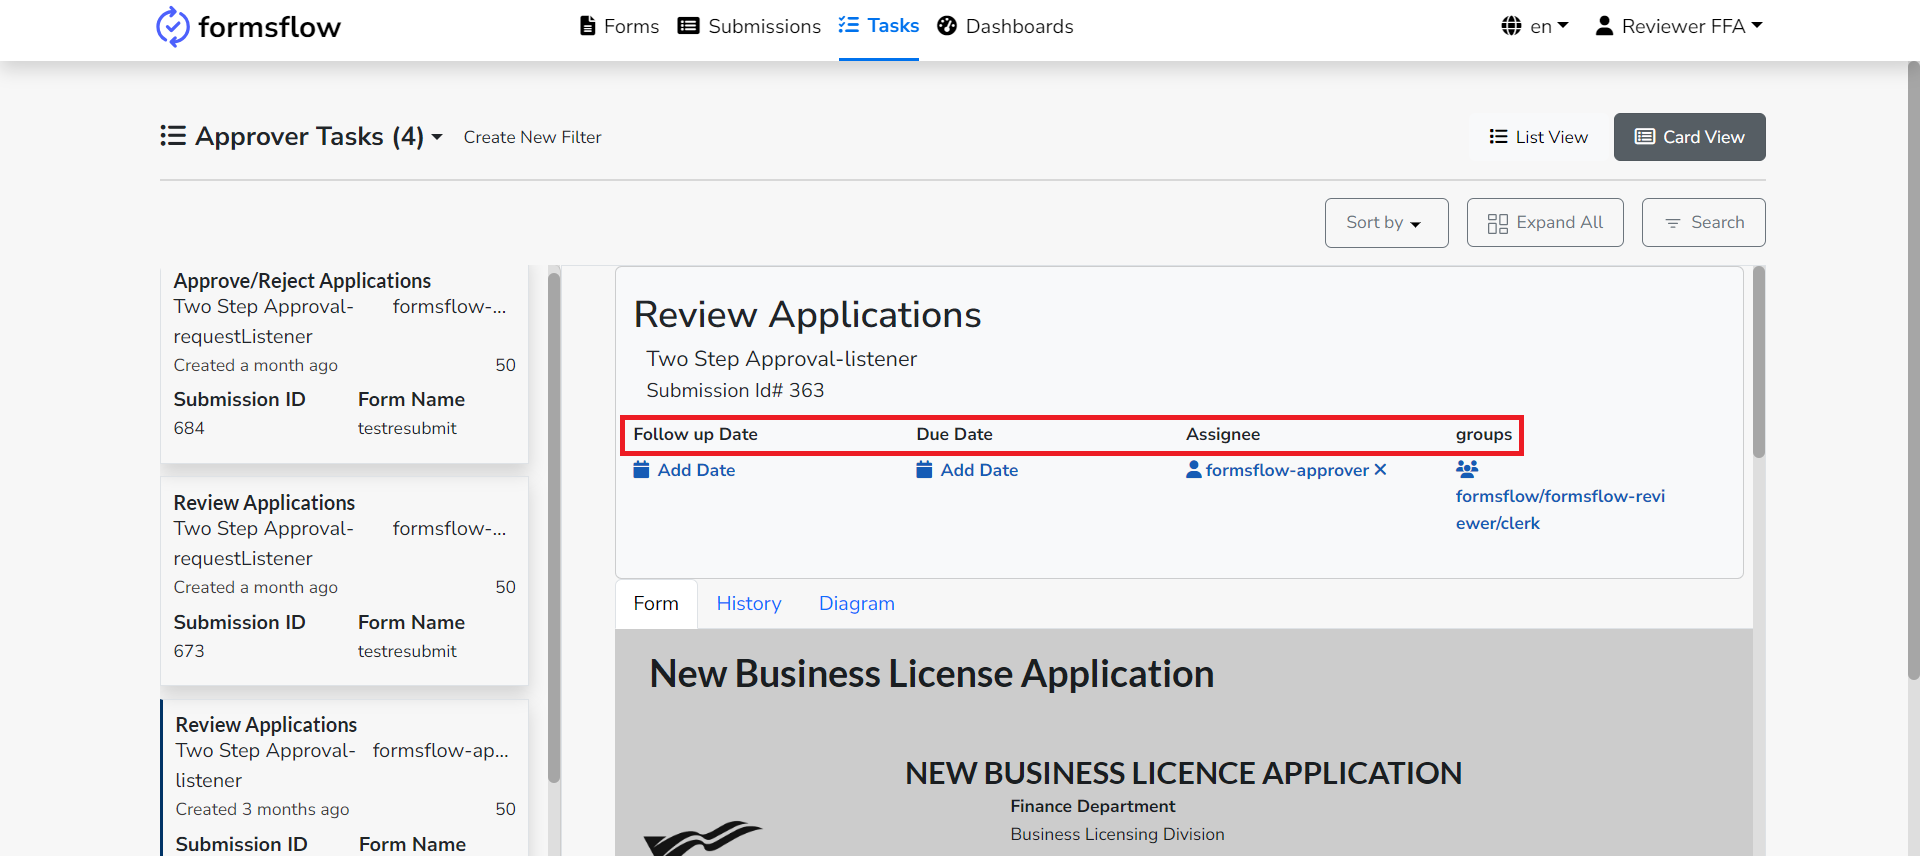 formsflow
Forms
Submissions
Tasks
Dashboards
en
Reviewer FFA
Approver Tasks (4)
Create New Filter
List View
Card View
Sort by
Expand All
Search
Approve/Reject Applications
Two Step Approval- formsflow-...
requestListener
Created a month ago 50
Submission ID Form Name
684 testresubmit
Review Applications
Two Step Approval- formsflow-...
requestListener
Created a month ago 50
Submission ID Form Name
673 testresubmit
Review Applications
Two Step Approval- formsflow-ap...
listener
Created 3 months ago 50
Submission ID Form Name
Review Applications
Two Step Approval-listener
Submission Id# 363
Follow up Date Due Date Assignee groups
Add Date Add Date formsflow-approver
formsflow/formsflow-revi
ewer/clerk
Form History Diagram
New Business License Application
NEW BUSINESS LICENCE APPLICATION
Finance Department
Business Licensing Division